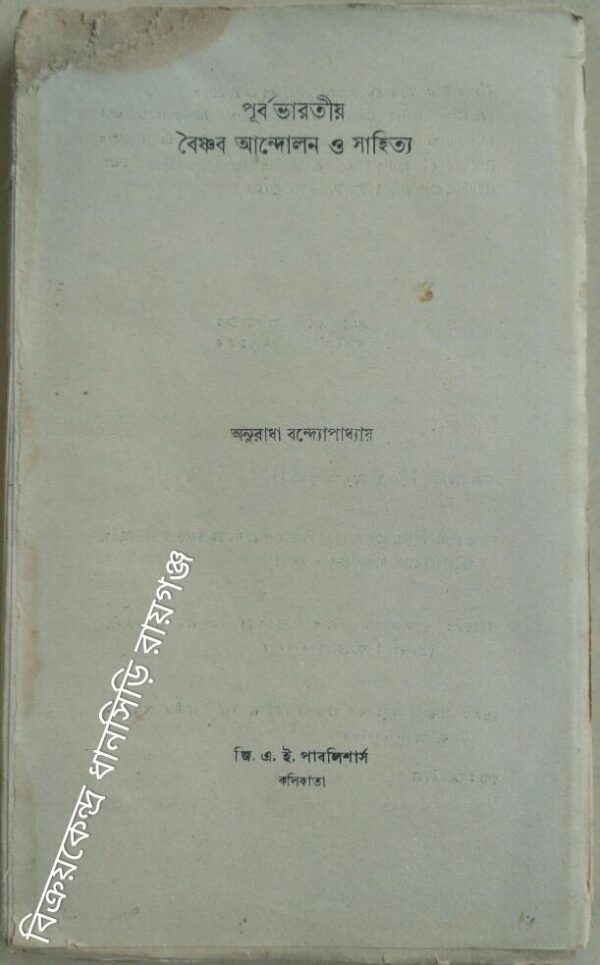 পূর্ব ভারতীয়
বৈষ্ণব আন্দোলন ও সাহিত্য
অনুরাধা বন্দ্যোপাধ্যায়
জি. এ. ই. পাবলিশার্স
কলিকাতা
বিক্রয়কেন্দ্র ধানসিড়ি রায়গঞ্জ